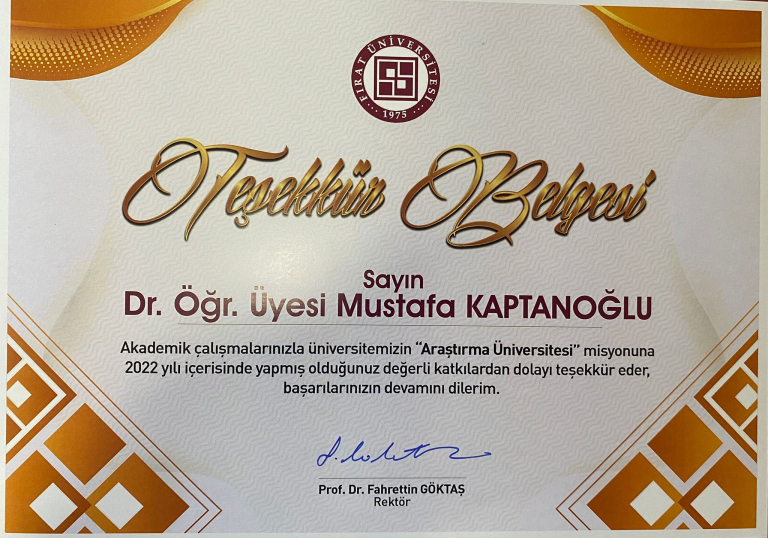 FIRAT ÜNİVERSİTESİ
1975
Teşekkür Belgesi
Sayın
Dr. Öğr. Üyesi Mustafa KAPTANOĞLU
Akademik çalışmalarınızla üniversitemizin “Araştırma Üniversitesi” misyonuna
2022 yılı içerisinde yapmış olduğunuz değerli katkılardan dolayı teşekkür eder,
başarılarınızın devamını dilerim.
Prof. Dr. Fahrettin GÖKTAŞ
Rektör